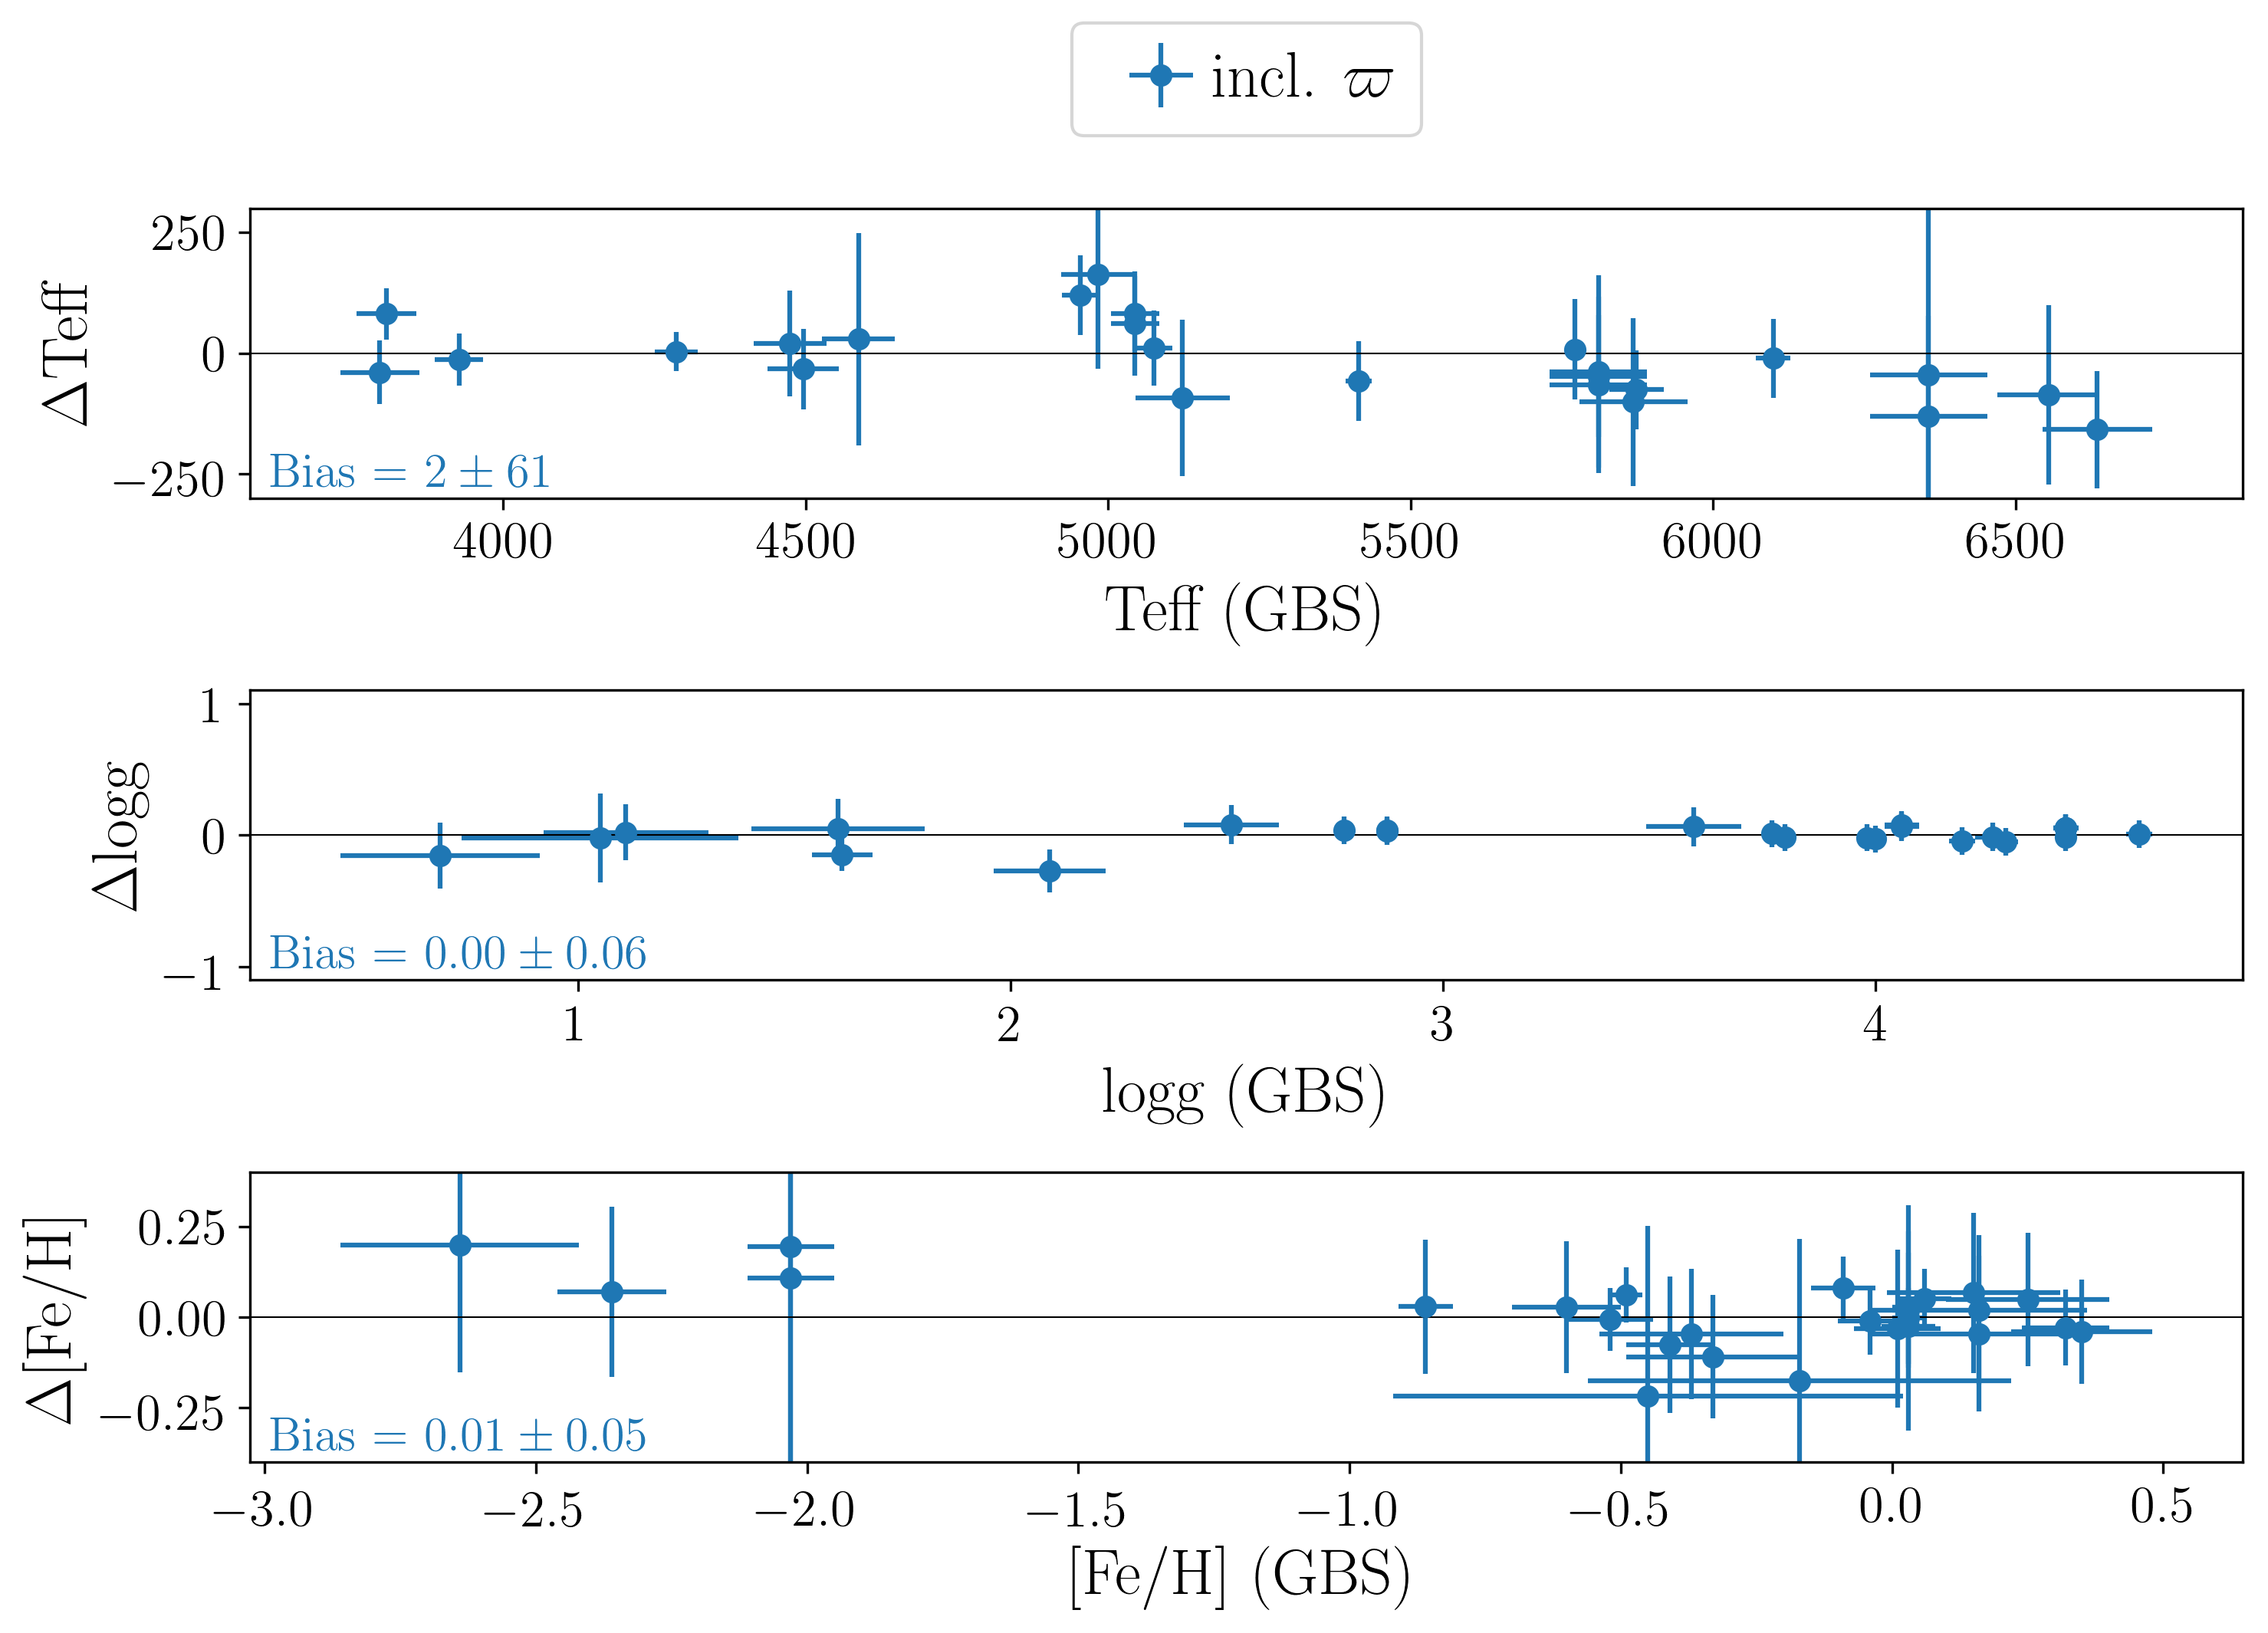 incl. ϖ
250
0
−250
ΔTeff
Bias = 2 ± 61
4000 4500 5000 5500 6000 6500
Teff (GBS)
1
0
−1
Δlogg
Bias = 0.00 ± 0.06
1 2 3 4
logg (GBS)
0.25
0.00
−0.25
Δ[Fe/H]
Bias = 0.01 ± 0.05
−3.0 −2.5 −2.0 −1.5 −1.0 −0.5 0.0 0.5
[Fe/H] (GBS)